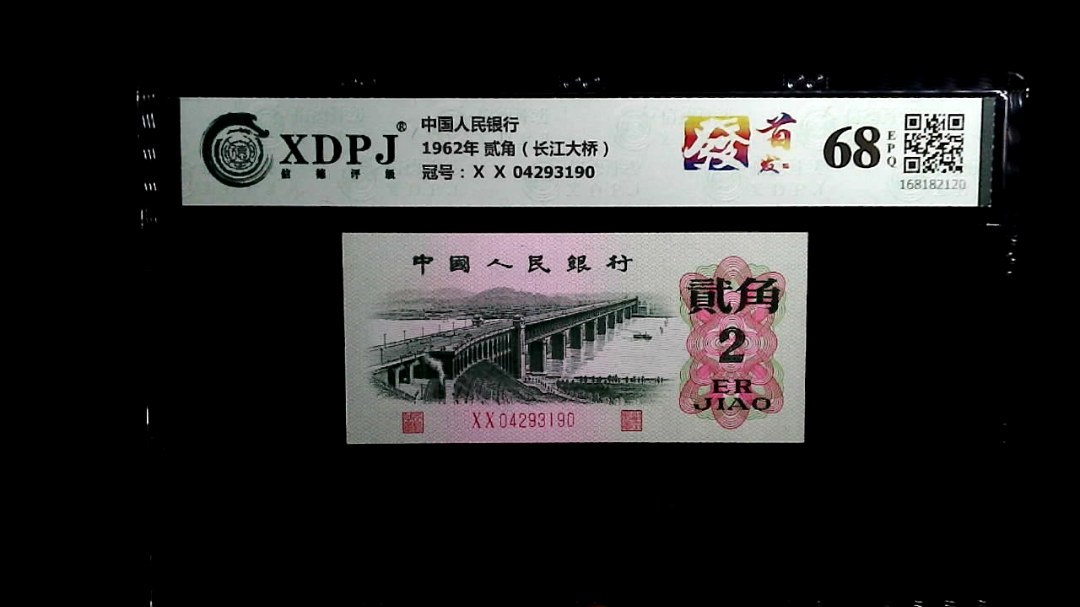 XDPJ®
信德评级
中国人民银行
1962年 贰角（长江大桥）
冠号：X X 04293190
發
首发
68
EPQ
168182120
中國人民銀行
貳角
2
ER
JIAO
XX04293190